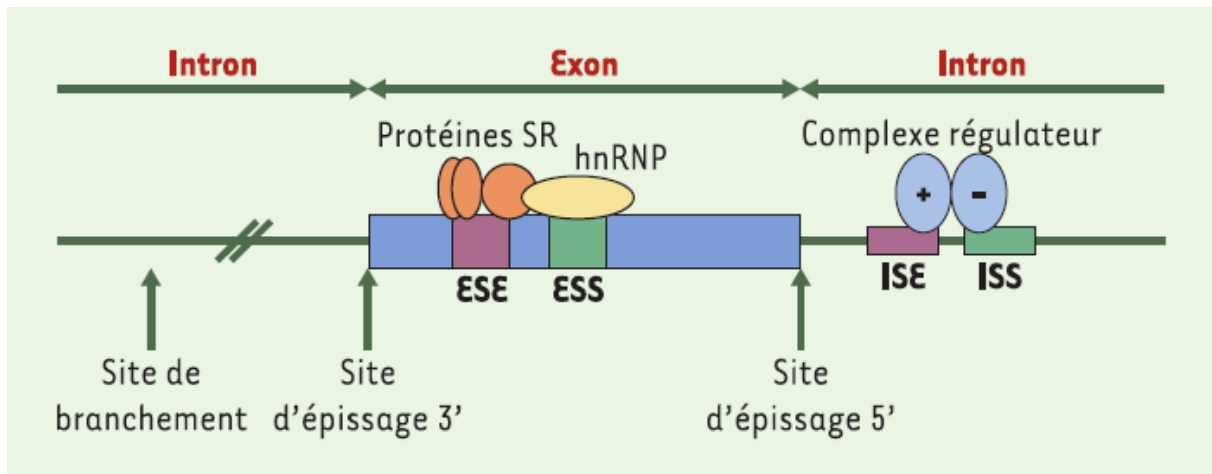 Intron
Exon
Intron
Protéines SR
hnRNP
Complexe régulateur
+
-
ESE
ESS
ISE
ISS
Site de
branchement
Site
d'épissage 3'
Site
d'épissage 5'